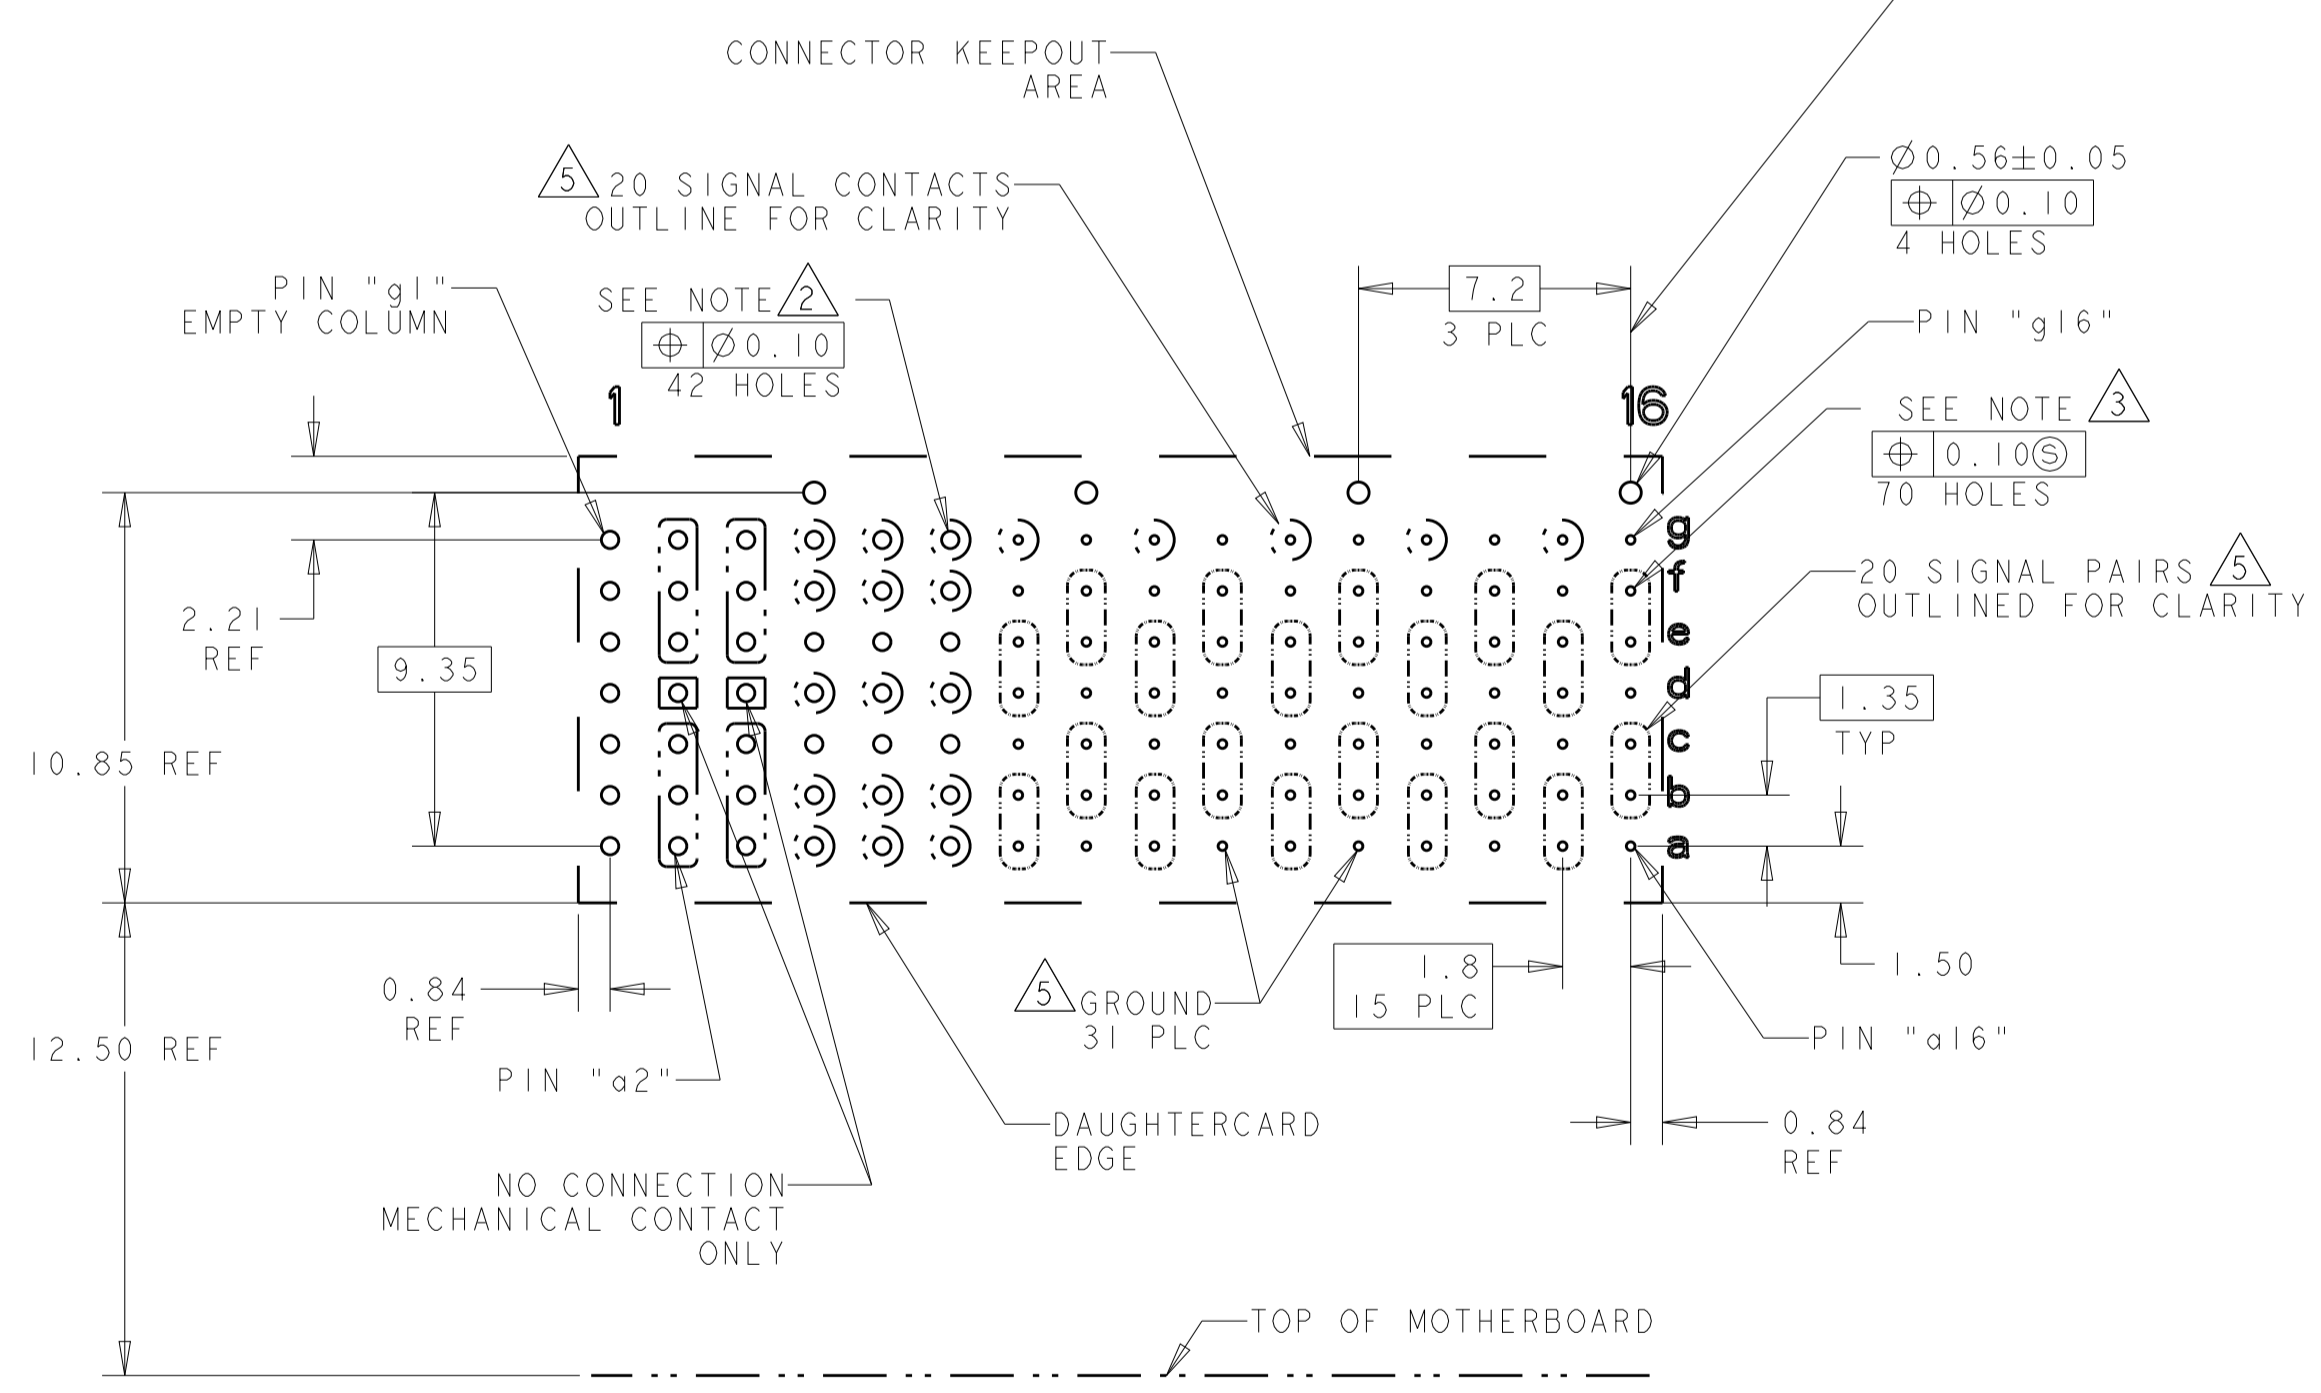 CONNECTOR KEEPOUT
AREA
5 20 SIGNAL CONTACTS
OUTLINE FOR CLARITY
Ø0.56±0.05
⌖ Ø0.10
4 HOLES
PIN "g1"
EMPTY COLUMN
SEE NOTE 2
⌖ Ø0.10
42 HOLES
7.2
3 PLC
PIN "g16"
SEE NOTE 3
⌖ 0.10Ⓢ
70 HOLES
1
16
g
f
e
d
c
b
a
20 SIGNAL PAIRS 5
OUTLINED FOR CLARITY
2.21
REF
9.35
10.85 REF
1.35
TYP
1.50
1.8
15 PLC
0.84
REF
5 GROUND
31 PLC
12.50 REF
PIN "a16"
PIN "a2"
DAUGHTERCARD
EDGE
0.84
REF
NO CONNECTION
MECHANICAL CONTACT
ONLY
TOP OF MOTHERBOARD